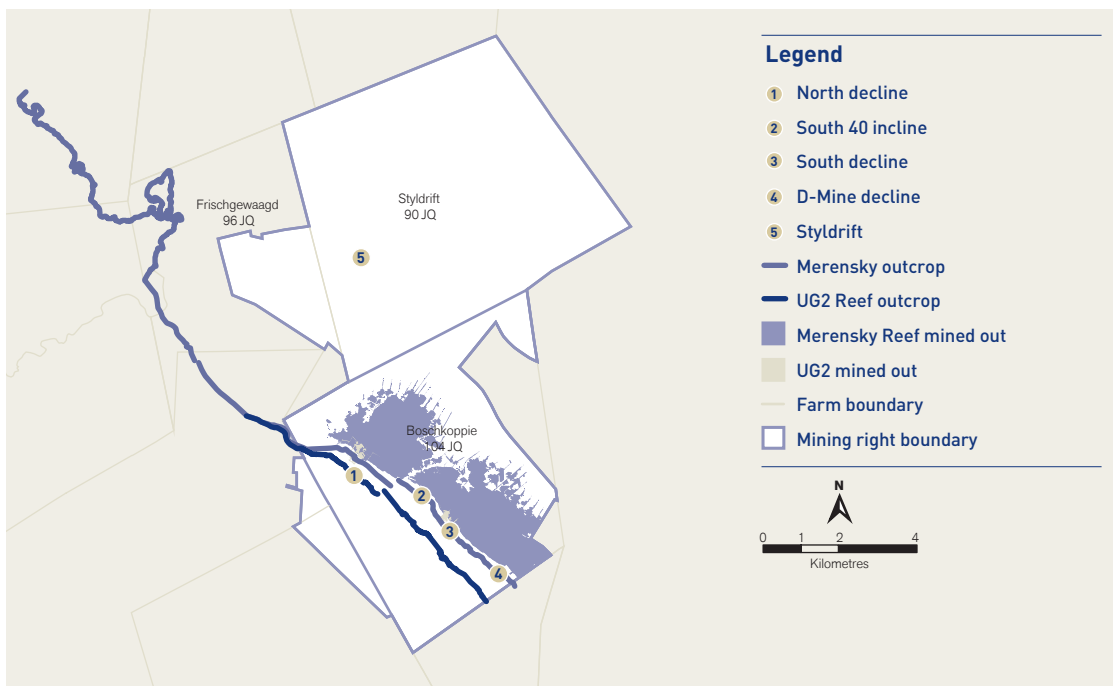 Frischgewaagd
96 JQ
Styldrift
90 JQ
5
Boschkoppie
104 JQ
1
2
3
4
Legend
1 North decline
2 South 40 incline
3 South decline
4 D-Mine decline
5 Styldrift
Merensky outcrop
UG2 Reef outcrop
Merensky Reef mined out
UG2 mined out
Farm boundary
Mining right boundary
N
0 1 2 4
Kilometres